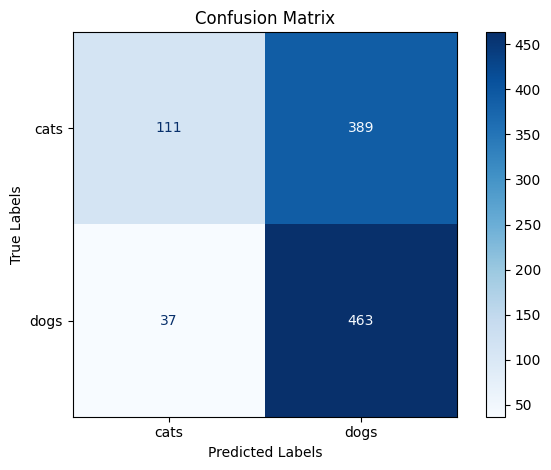 Confusion Matrix
True Labels
cats
111
389
dogs
37
463
cats
dogs
Predicted Labels
450
400
350
300
250
200
150
100
50